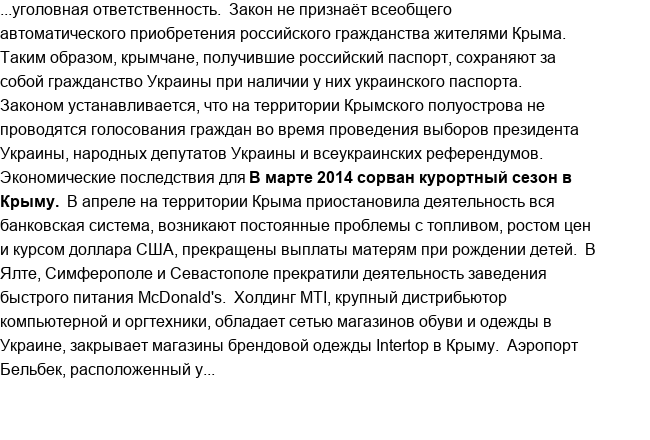 ...уголовная ответственность.  Закон не признаёт всеобщего
автоматического приобретения российского гражданства жителями Крыма.
Таким образом, крымчане, получившие российский паспорт, сохраняют за
собой гражданство Украины при наличии у них украинского паспорта.
Законом устанавливается, что на территории Крымского полуострова не
проводятся голосования граждан во время проведения выборов президента
Украины, народных депутатов Украины и всеукраинских референдумов.
Экономические последствия для В марте 2014 сорван курортный сезон в
Крыму.  В апреле на территории Крыма приостановила деятельность вся
банковская система, возникают постоянные проблемы с топливом, ростом цен
и курсом доллара США, прекращены выплаты матерям при рождении детей.  В
Ялте, Симферополе и Севастополе прекратили деятельность заведения
быстрого питания McDonald's.  Холдинг MTI, крупный дистрибьютор
компьютерной и оргтехники, обладает сетью магазинов обуви и одежды в
Украине, закрывает магазины брендовой одежды Intertop в Крыму.  Аэропорт
Бельбек, расположенный у...